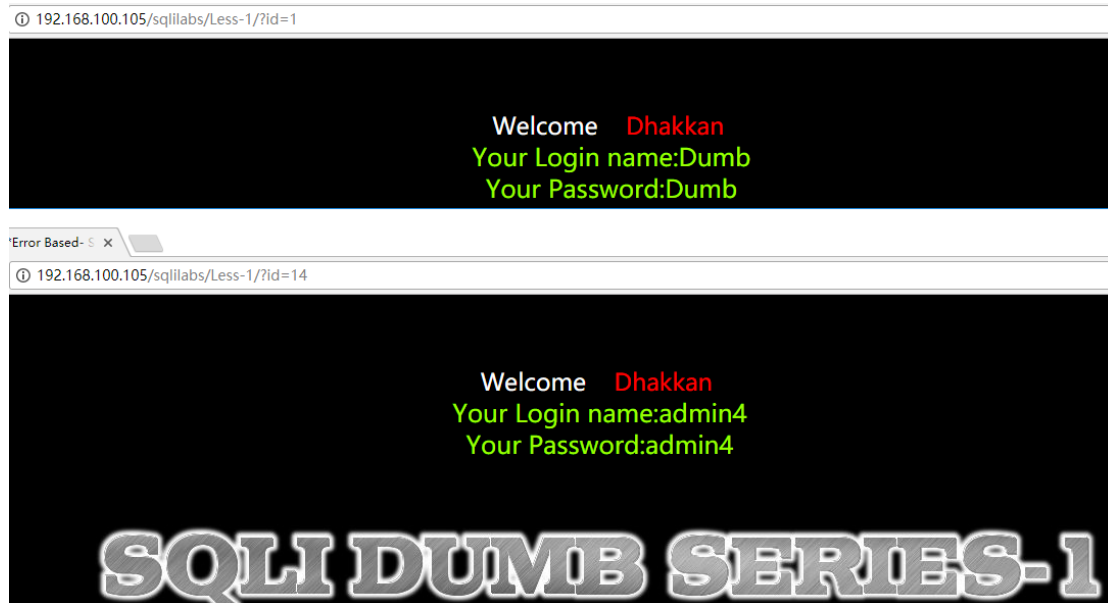 192.168.100.105/sqlilabs/Less-1/?id=1
Welcome Dhakkan
Your Login name:Dumb
Your Password:Dumb
'Error Based- S
192.168.100.105/sqlilabs/Less-1/?id=14
Welcome Dhakkan
Your Login name:admin4
Your Password:admin4
SQLI DUMB SERIES-1